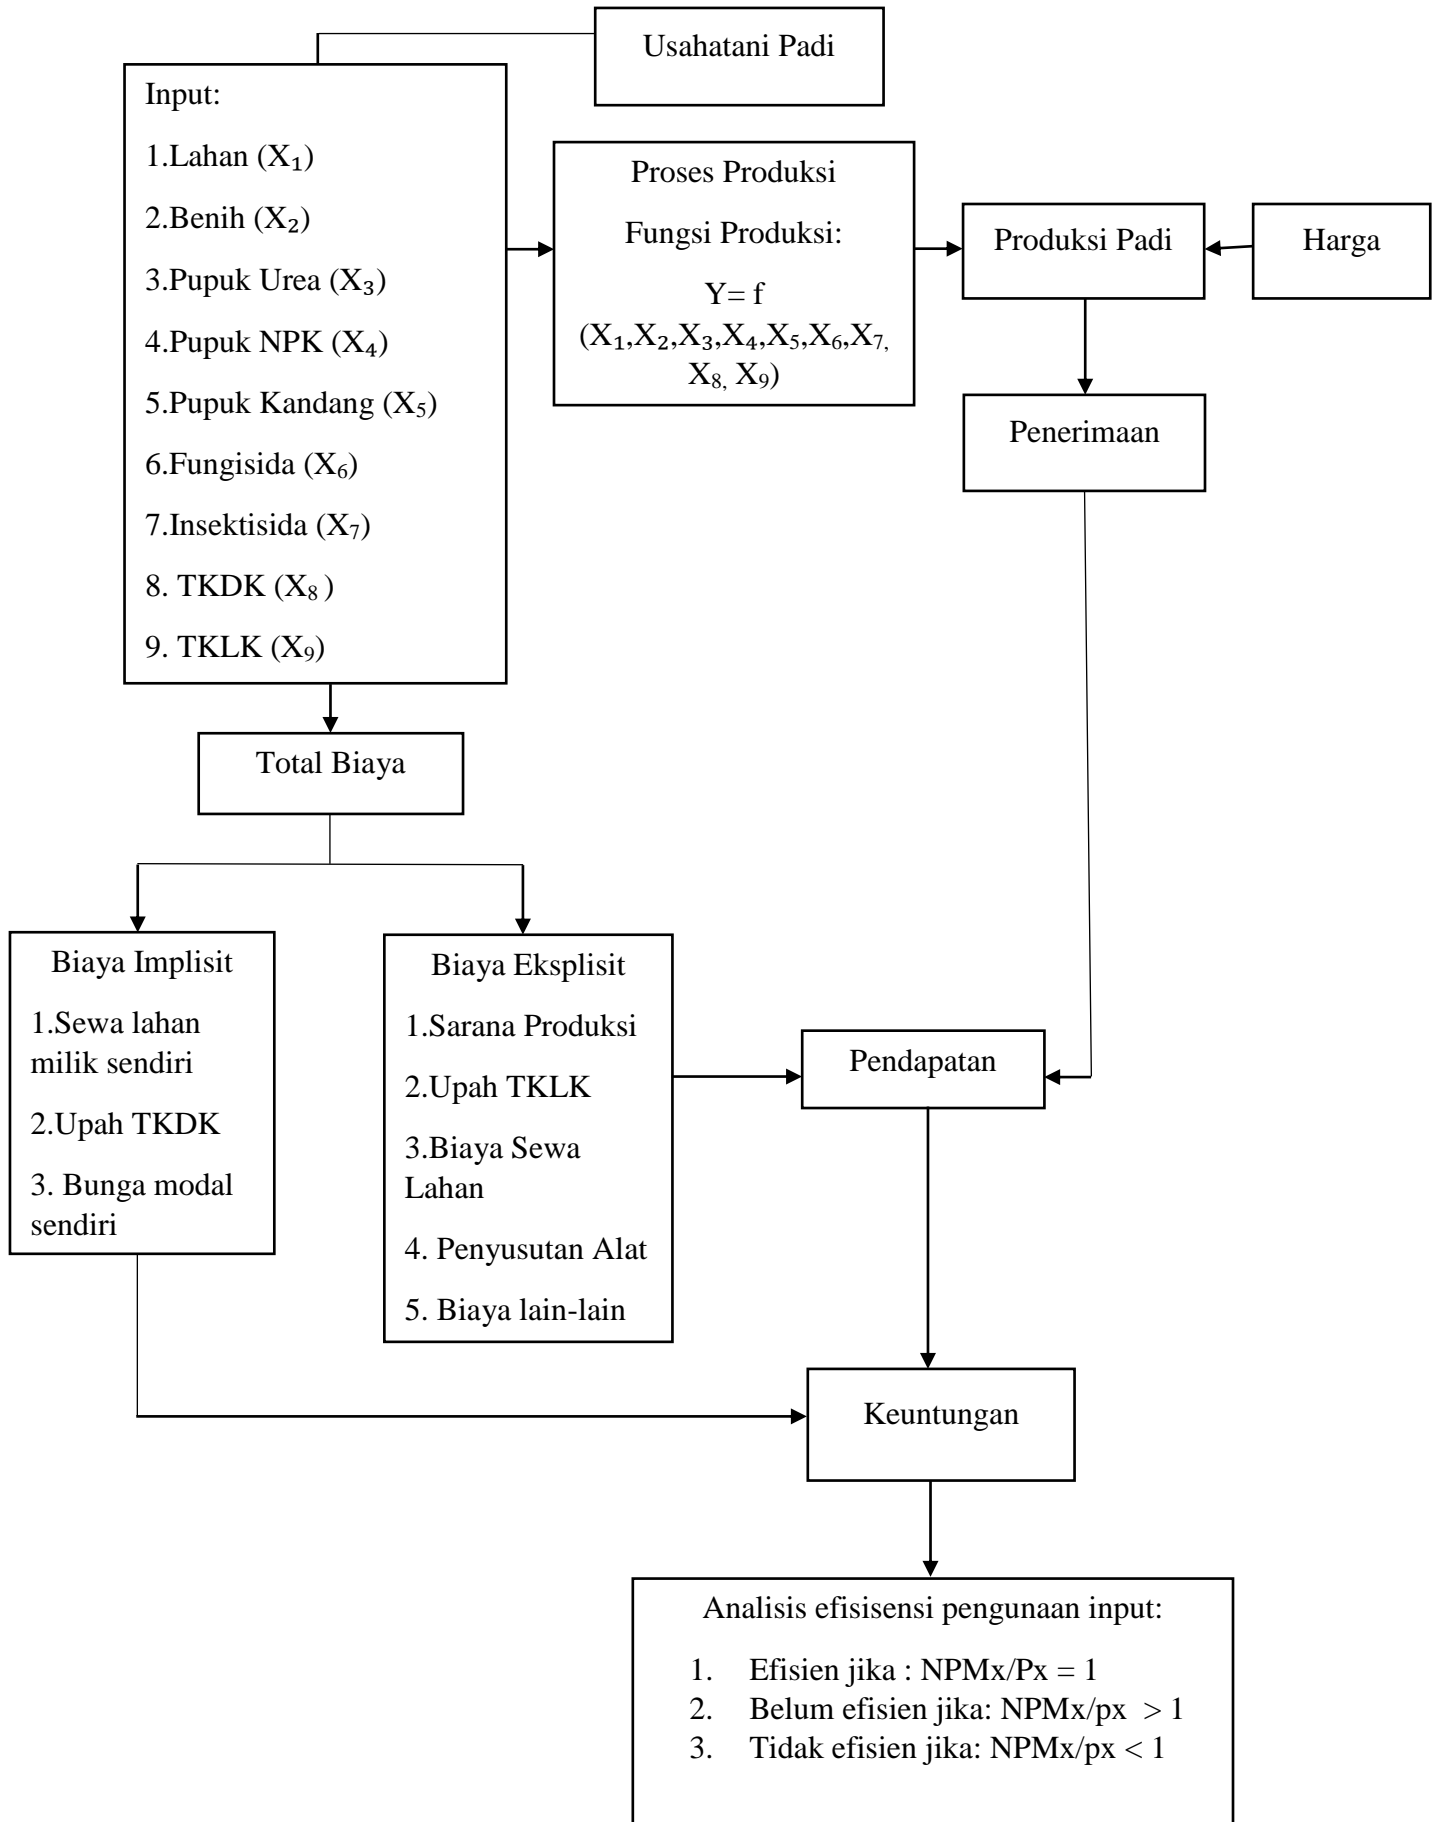 Usahatani Padi
Input:
1.Lahan (X₁)
2.Benih (X₂)
3.Pupuk Urea (X₃)
4.Pupuk NPK (X₄)
5.Pupuk Kandang (X₅)
6.Fungisida (X₆)
7.Insektisida (X₇)
8. TKDK (X₈ )
9. TKLK (X₉)
Proses Produksi
Fungsi Produksi:
Y= f
(X₁,X₂,X₃,X₄,X₅,X₆,X₇,
X₈, X₉)
Produksi Padi
Harga
Penerimaan
Total Biaya
Biaya Implisit
1.Sewa lahan
milik sendiri
2.Upah TKDK
3. Bunga modal
sendiri
Biaya Eksplisit
1.Sarana Produksi
2.Upah TKLK
3.Biaya Sewa
Lahan
4. Penyusutan Alat
5. Biaya lain-lain
Pendapatan
Keuntungan
Analisis efisisensi pengunaan input:
1. Efisien jika : NPMx/Px = 1
2. Belum efisien jika: NPMx/px > 1
3. Tidak efisien jika: NPMx/px < 1